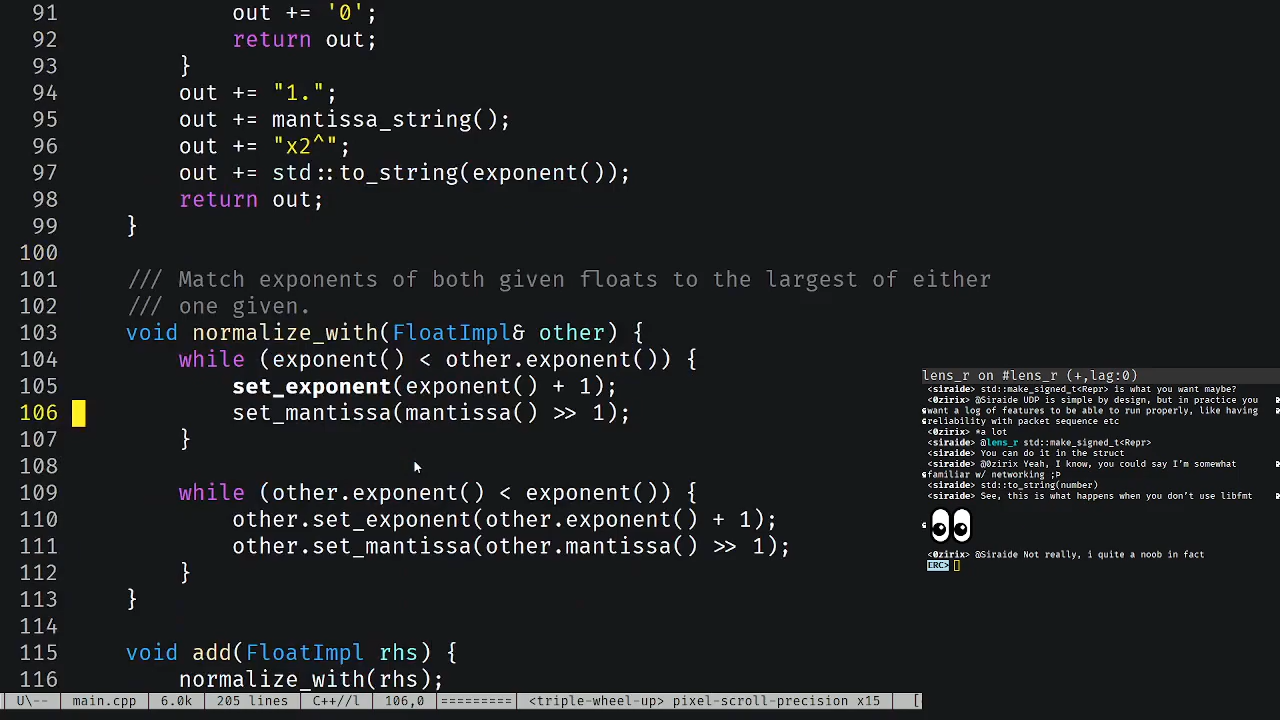 91 out += '0';
92 return out;
93 }
94 out += "1.";
95 out += mantissa_string();
96 out += "x2^";
97 out += std::to_string(exponent());
98 return out;
99 }
100
101 /// Match exponents of both given floats to the largest of either
102 /// one given.
103 void normalize_with(FloatImpl& other) {
104 while (exponent() < other.exponent()) {
105 set_exponent(exponent() + 1);
106 set_mantissa(mantissa() >> 1);
107 }
108
109 while (other.exponent() < exponent()) {
110 other.set_exponent(other.exponent() + 1);
111 other.set_mantissa(other.mantissa() >> 1);
112 }
113 }
114
115 void add(FloatImpl rhs) {
116 normalize_with(rhs);
U\-- main.cpp 6.0k 205 lines C++//l 106,0 ========= <triple-wheel-up> pixel-scroll-precision x15 [
lens_r on #lens_r (+,lag:0)
<siraide> std::make_signed_t<Repr> is what you want maybe?
<0zirix> @Siraide UDP is simple by design, but in practice you
want a log of features to be able to run properly, like having
reliability with packet sequence etc
<0zirix> *a lot
<siraide> @lens_r std::make_signed_t<Repr>
<siraide> You can do it in the struct
<siraide> @0zirix Yeah, I know, you could say I'm somewhat
familiar w/ networking ;P
<siraide> std::to_string(number)
<siraide> See, this is what happens when you don't use libfmt
<0zirix> @Siraide Not really, i quite a noob in fact
ERC>